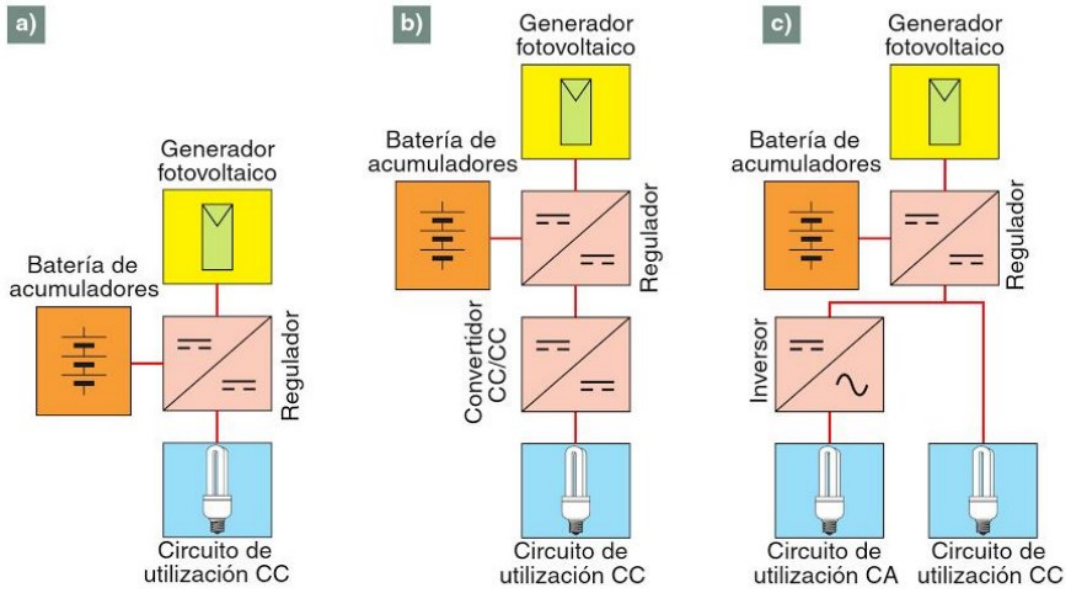 a)
Generador
fotovoltaico
Batería de
acumuladores
Regulador
Circuito de
utilización CC
b)
Generador
fotovoltaico
Batería de
acumuladores
Regulador
Convertidor
CC/CC
Circuito de
utilización CC
c)
Generador
fotovoltaico
Batería de
acumuladores
Regulador
Inversor
Circuito de
utilización CA
Circuito de
utilización CC